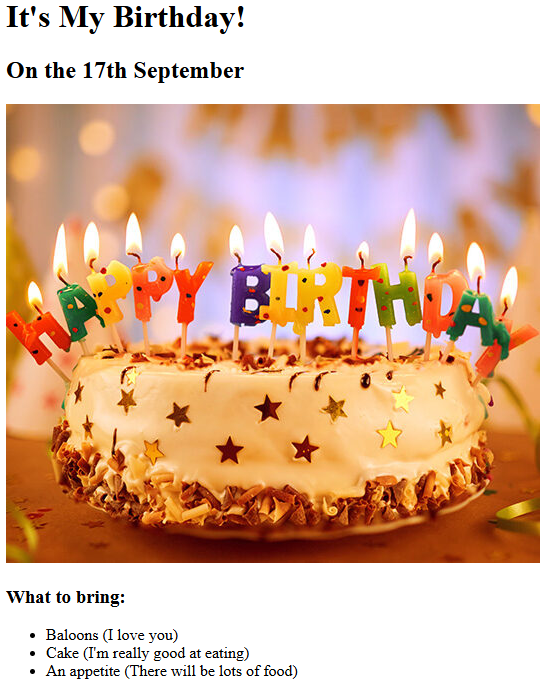 It's My Birthday!
On the 17th September
HAPPY BIRTHDAY
What to bring:
Baloons (I love you)
Cake (I'm really good at eating)
An appetite (There will be lots of food)